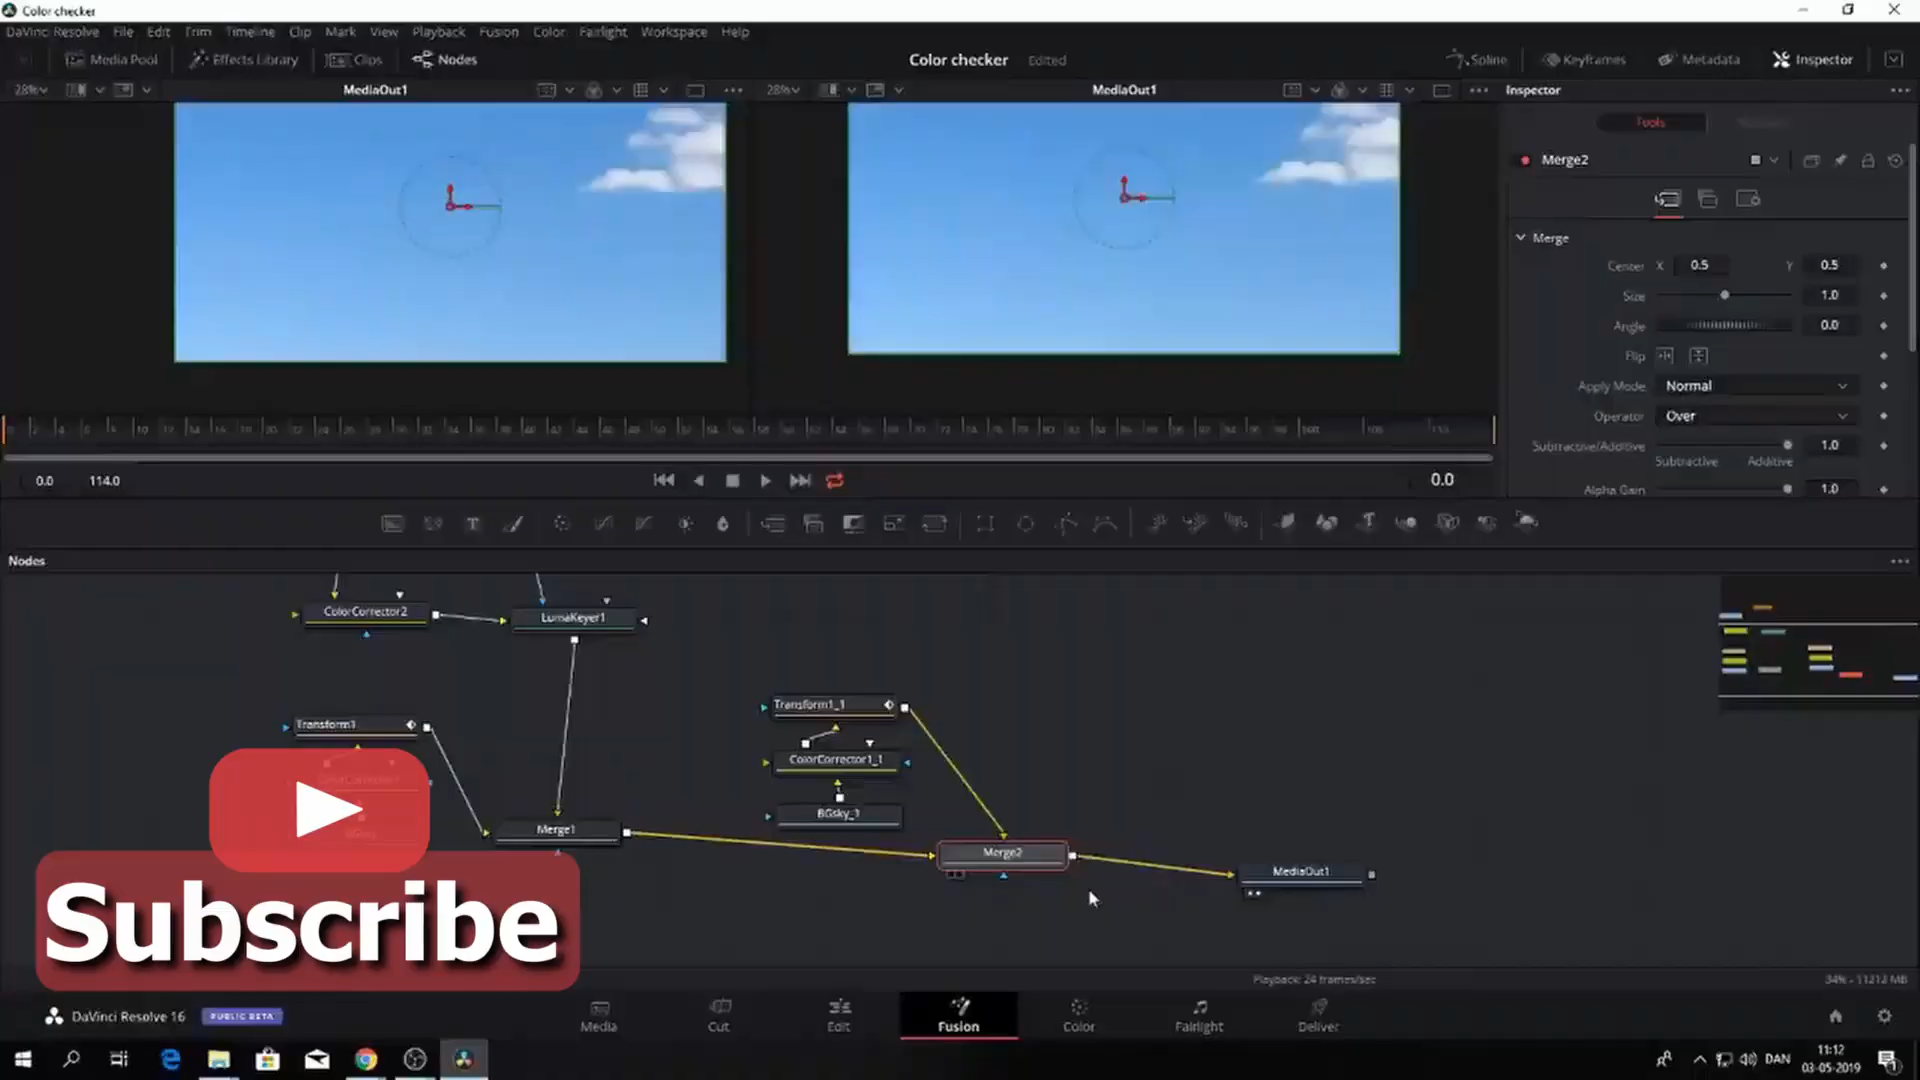 Color checker
DaVinci Resolve File Edit Trim Timeline Clip Mark View Playback Fusion Color Fairlight Workspace Help
Media Pool Effects Library Clips Nodes Color checker Edited Spline Keyframes Metadata Inspector
28% MediaOut1 28% MediaOut1 Inspector
Tools
Merge2
Merge
Center X 0.5 Y 0.5
Size 1.0
Angle 0.0
Flip
Apply Mode Normal
Operator Over
Subtractive/Additive 1.0
Subtractive Additive
Alpha Gain 1.0
0.0 114.0 0.0
Nodes
ColorCorrector2 LumaKeyer1
Transform1_1
Transform1
ColorCorrector1_1
BGsky_1
Merge1
Merge2
MediaOut1
Subscribe
Playback: 24 frames/sec
DaVinci Resolve 16 PUBLIC BETA
Media Cut Edit Fusion Color Fairlight Deliver
DAN
11:12
03-05-2019